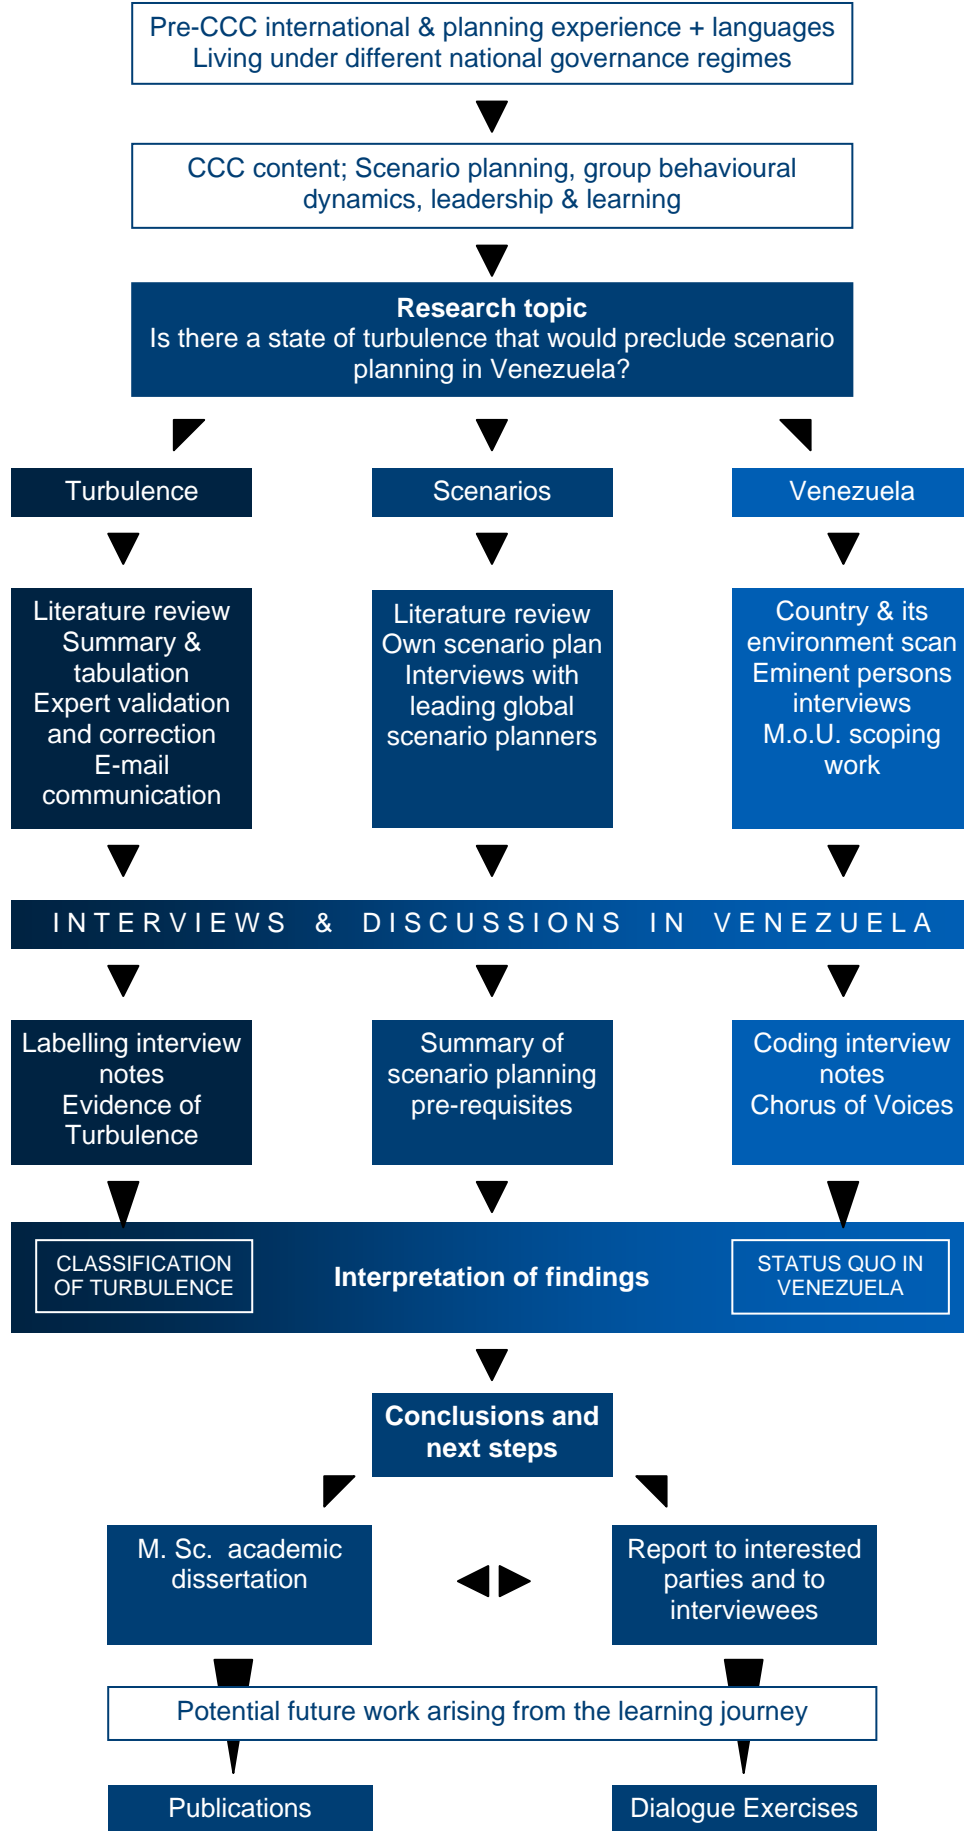 Pre-CCC international & planning experience + languages
Living under different national governance regimes
CCC content; Scenario planning, group behavioural
dynamics, leadership & learning
Research topic
Is there a state of turbulence that would preclude scenario
planning in Venezuela?
Turbulence
Scenarios
Venezuela
Literature review
Summary &
tabulation
Expert validation
and correction
E-mail
communication
Literature review
Own scenario plan
Interviews with
leading global
scenario planners
Country & its
environment scan
Eminent persons
interviews
M.o.U. scoping
work
INTERVIEWS & DISCUSSIONS IN VENEZUELA
Labelling interview
notes
Evidence of
Turbulence
Summary of
scenario planning
pre-requisites
Coding interview
notes
Chorus of Voices
CLASSIFICATION
OF TURBULENCE
Interpretation of findings
STATUS QUO IN
VENEZUELA
Conclusions and
next steps
M. Sc. academic
dissertation
Report to interested
parties and to
interviewees
Potential future work arising from the learning journey
Publications
Dialogue Exercises